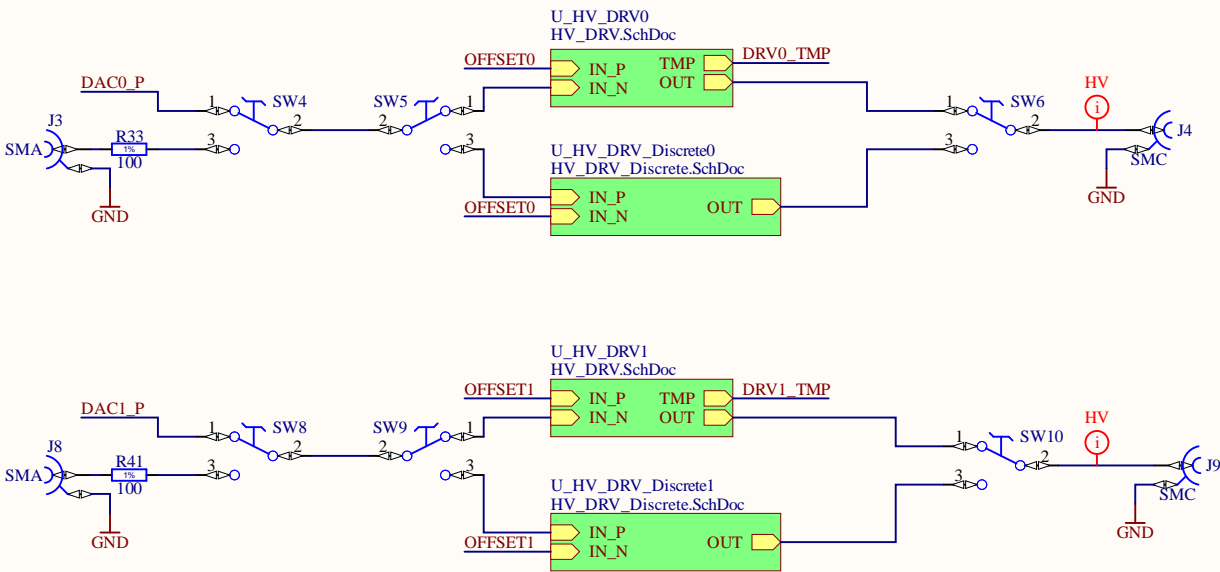 U_HV_DRV0
HV_DRV.SchDoc
OFFSET0
IN_P
TMP
DRV0_TMP
IN_N
OUT
DAC0_P
1
SW4
2
2
SW5
1
3
J3
SMA
R33
1%
100
3
GND
1
SW6
2
3
HV
i
J4
SMC
GND
U_HV_DRV_Discrete0
HV_DRV_Discrete.SchDoc
IN_P
OFFSET0
IN_N
OUT
U_HV_DRV1
HV_DRV.SchDoc
OFFSET1
IN_P
TMP
DRV1_TMP
IN_N
OUT
DAC1_P
1
SW8
2
2
SW9
1
3
J8
SMA
R41
1%
100
3
GND
1
SW10
2
3
HV
i
J9
SMC
GND
U_HV_DRV_Discrete1
HV_DRV_Discrete.SchDoc
IN_P
OFFSET1
IN_N
OUT